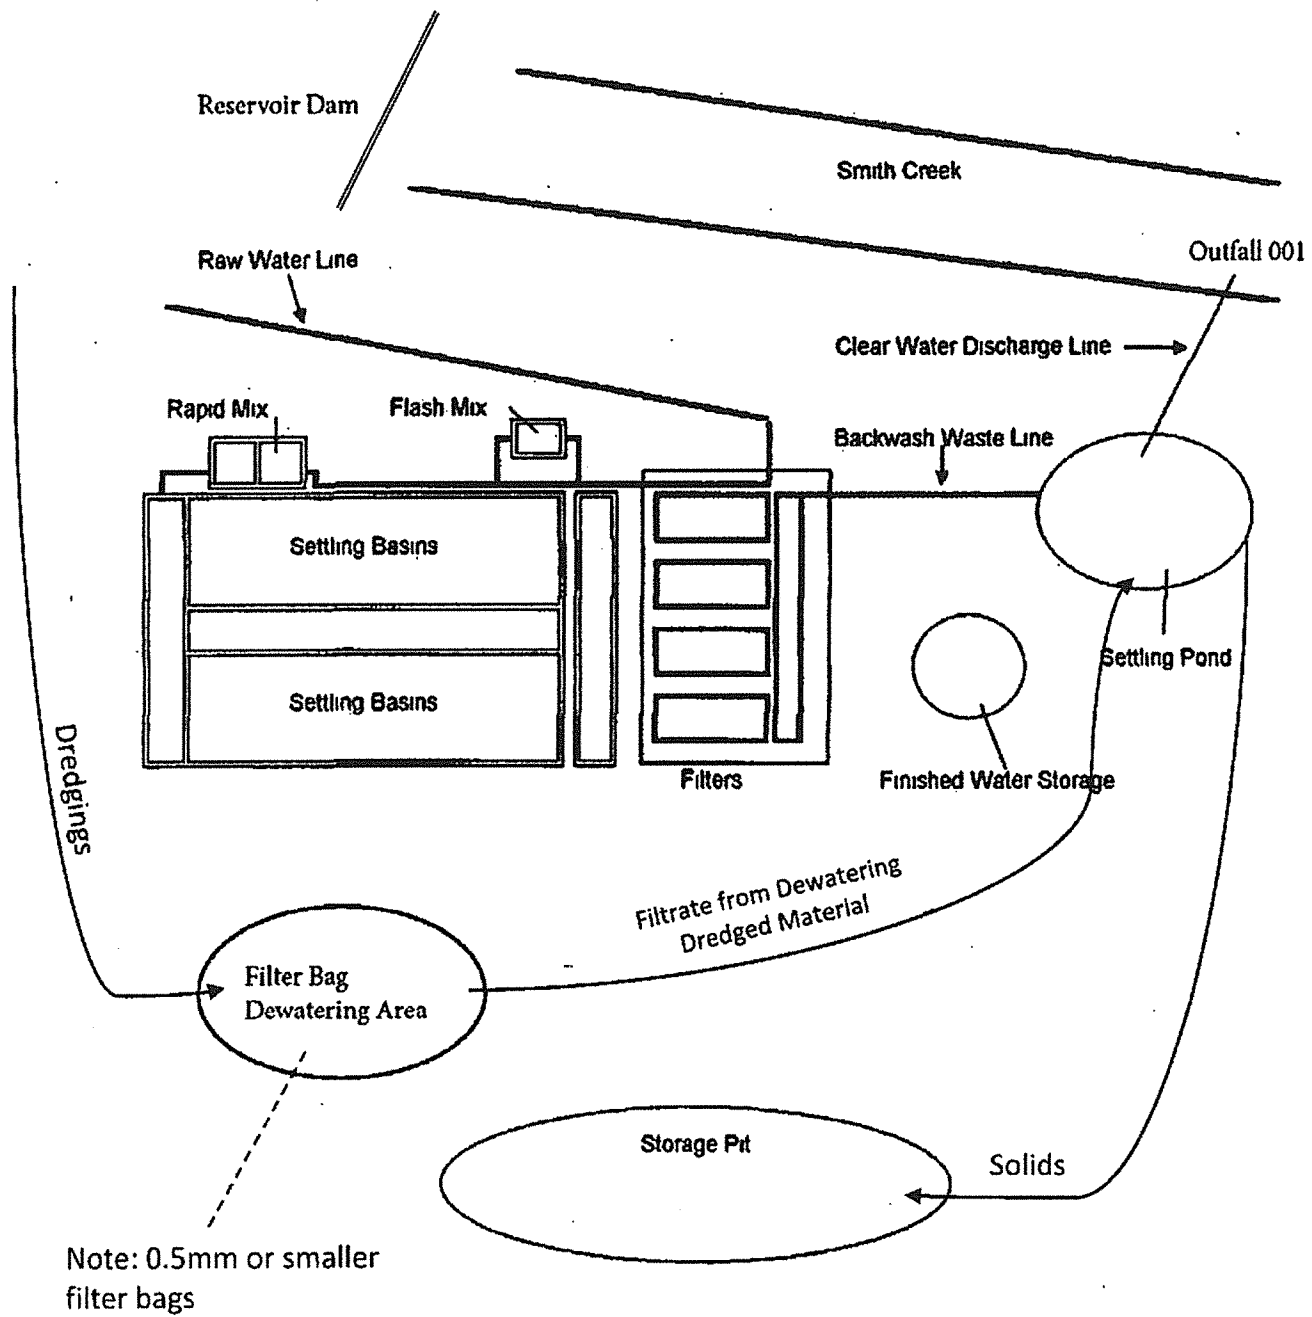 Reservoir Dam
Smith Creek
Outfall 001
Raw Water Line
Clear Water Discharge Line
Rapid Mix
Flash Mix
Backwash Waste Line
Settling Basins
Settling Pond
Settling Basins
Dredgings
Filters
Finished Water Storage
Filtrate from Dewatering
Dredged Material
Filter Bag
Dewatering Area
Storage Pit
Solids
Note: 0.5mm or smaller
filter bags